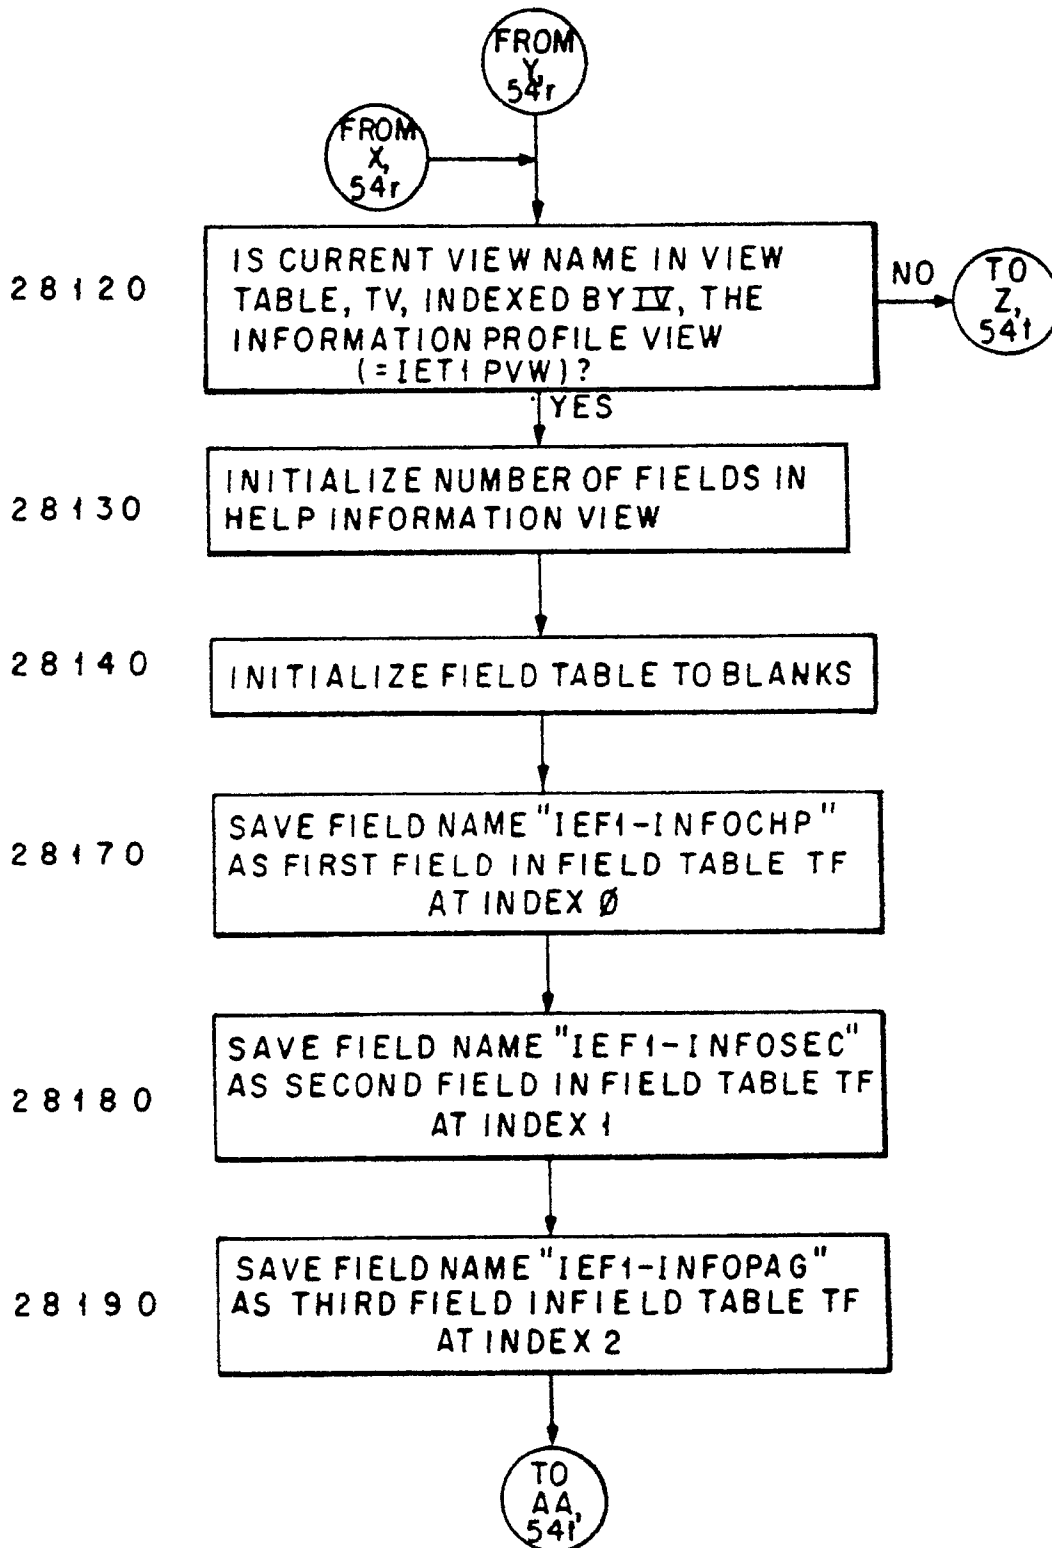 FROM
Y,
54r
FROM
X,
54r
28120
IS CURRENT VIEW NAME IN VIEW
TABLE, TV, INDEXED BY IV, THE
INFORMATION PROFILE VIEW
(=IET1 PVW)?
NO
TO
Z,
54t
YES
28130
INITIALIZE NUMBER OF FIELDS IN
HELP INFORMATION VIEW
28140
INITIALIZE FIELD TABLE TO BLANKS
28170
SAVE FIELD NAME "IEF1-INFOCHP"
AS FIRST FIELD IN FIELD TABLE TF
AT INDEX Ø
28180
SAVE FIELD NAME "IEF1-INFOSEC"
AS SECOND FIELD IN FIELD TABLE TF
AT INDEX 1
28190
SAVE FIELD NAME "IEF1-INFOPAG"
AS THIRD FIELD INFIELD TABLE TF
AT INDEX 2
TO
AA,
54t